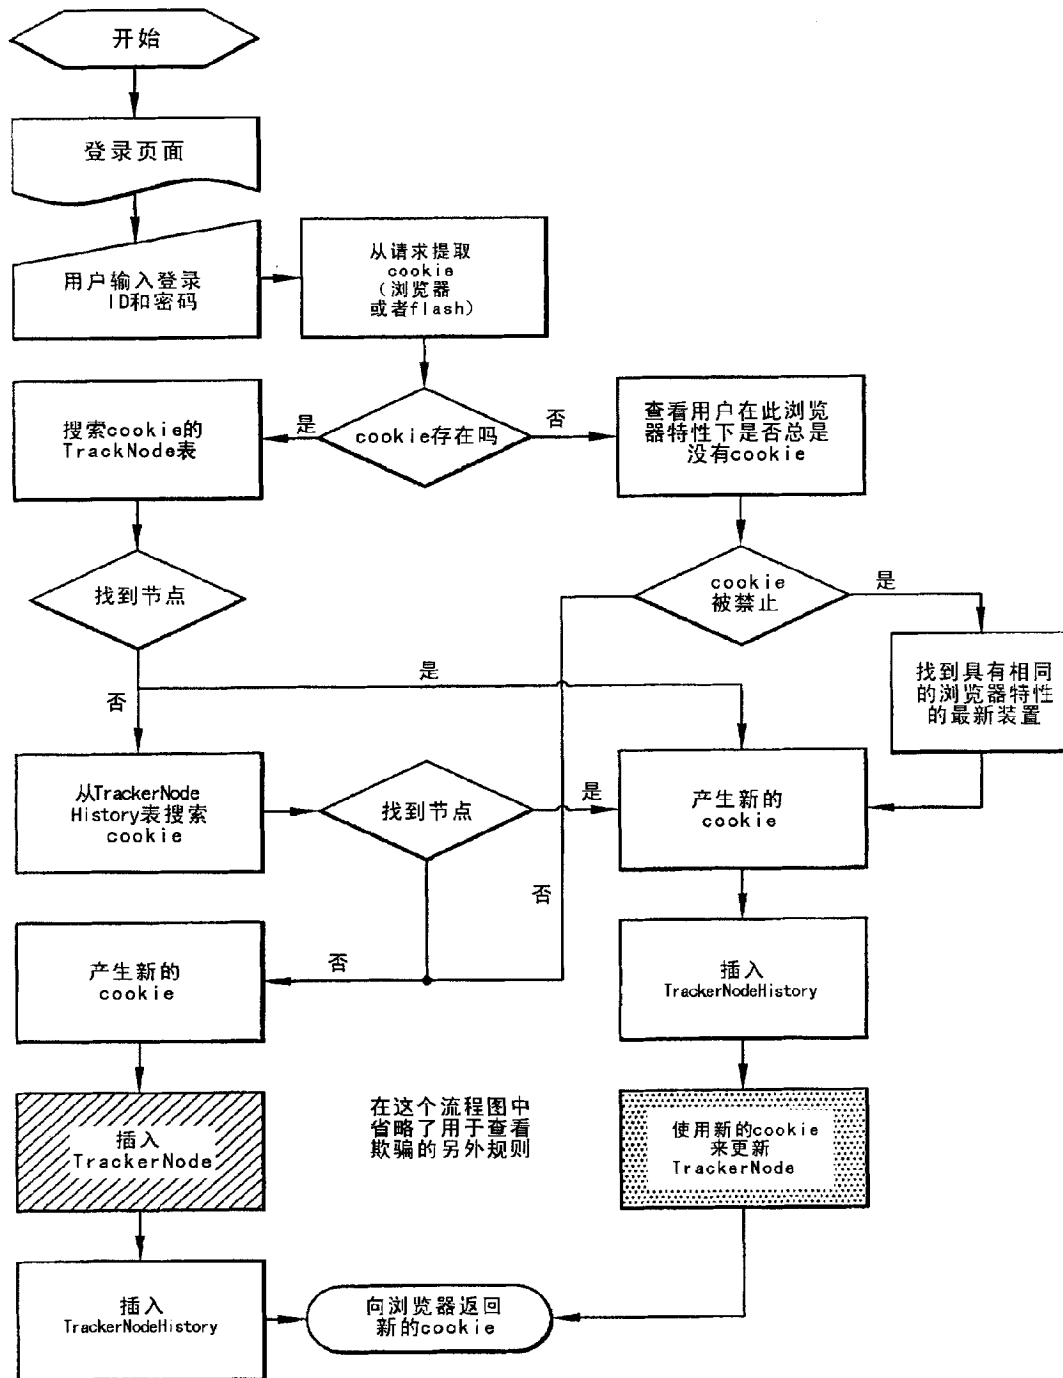 开始
登录页面
用户输入登录
ID和密码
从请求提取
cookie
(浏览器
或者flash)
搜索cookie的
TrackNode表
是
cookie存在吗
否
查看用户在此浏览
器特性下是否总是
没有cookie
找到节点
cookie
被禁止
是
否
是
找到具有相同
的浏览器特性
的最新装置
从TrackerNode
History表搜索
cookie
找到节点
是
产生新的
cookie
否
产生新的
cookie
否
插入
TrackerNodeHistory
插入
TrackerNode
在这个流程图中
省略了用于查看
欺骗的另外规则
使用新的cookie
来更新
TrackerNode
插入
TrackerNodeHistory
向浏览器返回
新的cookie